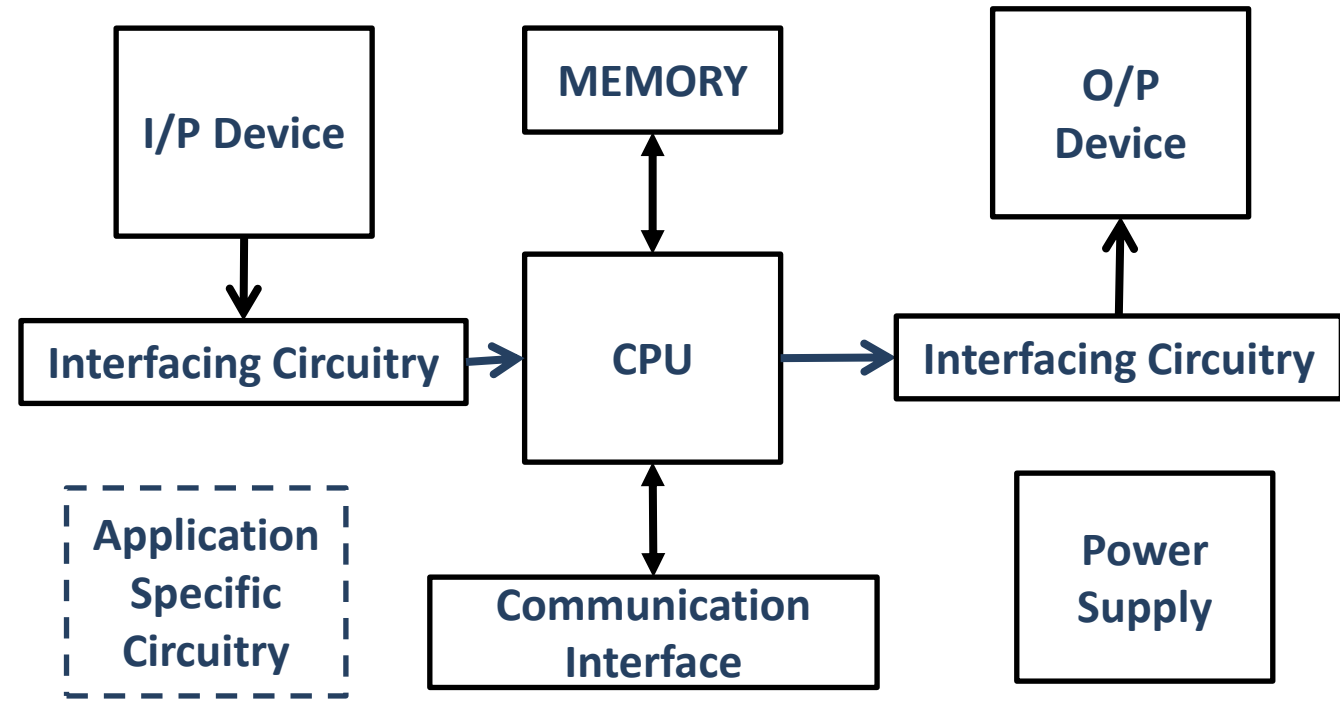 I/P Device
MEMORY
O/P
Device
Interfacing Circuitry
CPU
Interfacing Circuitry
Application
Specific
Circuitry
Communication
Interface
Power
Supply